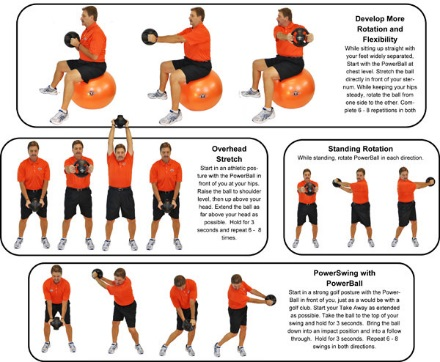 Develop More
Rotation and
Flexibility
While sitting up straight with
your feet widely separated,
Start with the PowerBall at
chest level. Stretch the ball
directly in front of your ster-
num. While keeping your hips
steady, rotate the ball from
one side to the other. Com-
plete 6 - 8 repetitions in both
Overhead
Stretch
Start in an athletic pos-
ture with the PowerBall in
front of you at your hips.
Raise the ball to shoulder
level, then up above your
head. Extend the ball as
far above your head as
possible. Hold for 3
seconds and repeat 6 - 8
times.
Standing Rotation
While standing, rotate PowerBall in each direction.
PowerSwing with
PowerBall
Start in a strong golf posture with the Power-
Ball in front of you, just as a would be with a
golf club. Start your Take Away as extended
as possible. Take the ball to the top of your
swing and hold for 3 seconds. Bring the ball
down into an impact position and into a follow
through. Hold for 3 seconds. Repeat 6 - 8
swings in both directions.